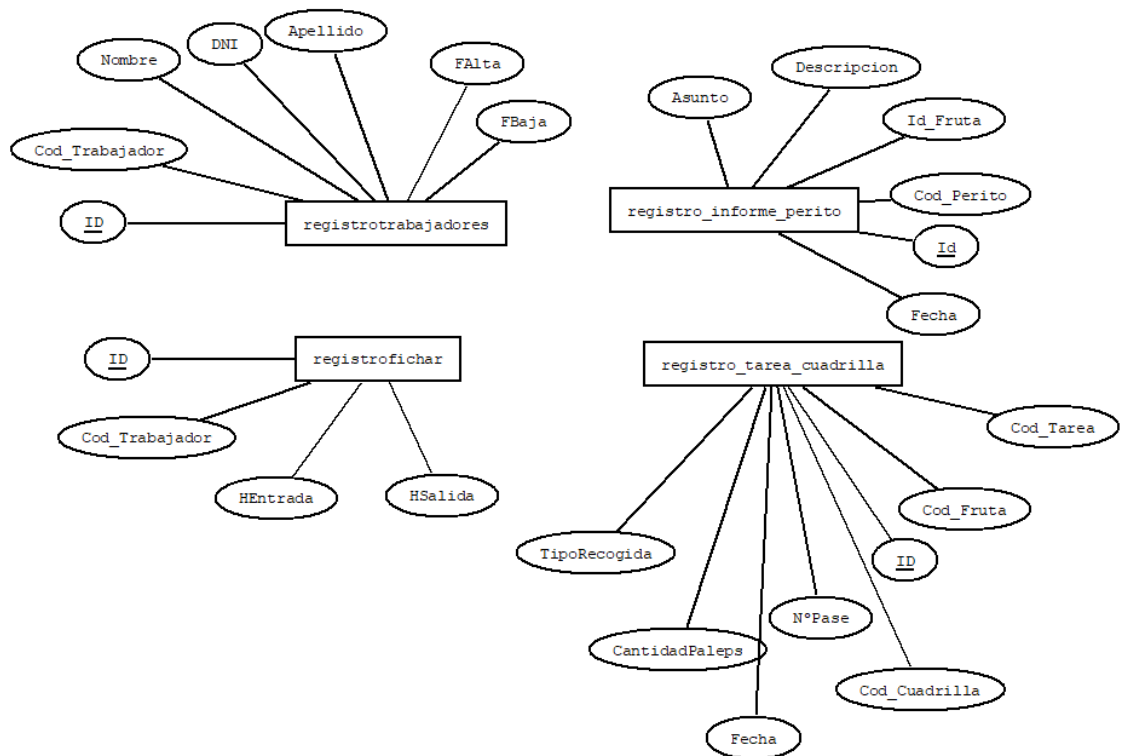 Apellido
DNI
Nombre
FAlta
FBaja
Cod_Trabajador
ID
registrotrabajadores
Descripcion
Asunto
Id_Fruta
Cod_Perito
registro_informe_perito
Id
Fecha
ID
registrofichar
Cod_Trabajador
HEntrada
HSalida
registro_tarea_cuadrilla
Cod_Tarea
Cod_Fruta
TipoRecogida
ID
NºPase
CantidadPaleps
Cod_Cuadrilla
Fecha